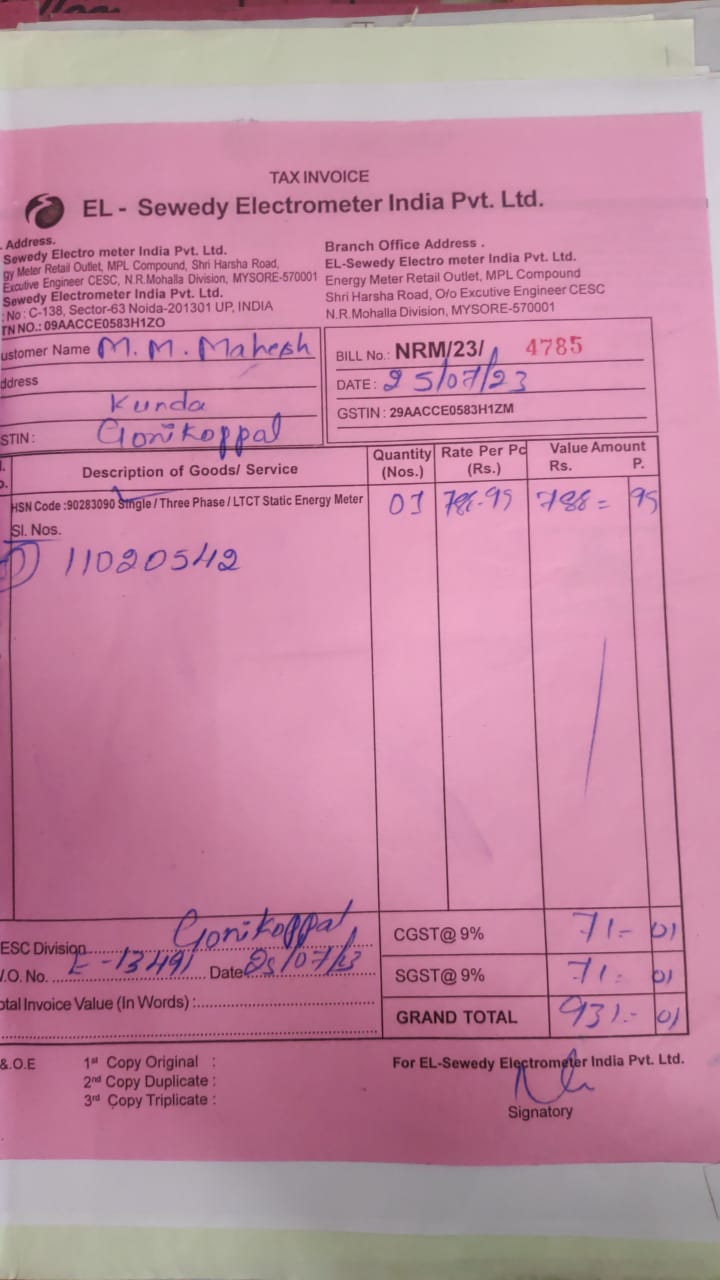 TAX INVOICE
EL - Sewedy Electrometer India Pvt. Ltd.
Address.
Sewedy Electro meter India Pvt. Ltd.
gy Meter Retail Outlet, MPL Compound, Shri Harsha Road,
Excutive Engineer CESC, N.R.Mohalla Division, MYSORE-570001
Sewedy Electrometer India Pvt. Ltd.
: No : C-138, Sector-63 Noida-201301 UP, INDIA
TN NO.: 09AACCE0583H1ZO
Branch Office Address .
EL-Sewedy Electro meter India Pvt. Ltd.
Energy Meter Retail Outlet, MPL Compound
Shri Harsha Road, O/o Excutive Engineer CESC
N.R.Mohalla Division, MYSORE-570001
ustomer Name M. M. Mahesh
ddress
Kunda
STIN : Gonikoppal
BILL No.: NRM/23/ 4785
DATE : 25/07/23
GSTIN : 29AACCE0583H1ZM
Description of Goods/ Service Quantity (Nos.) Rate Per Pc (Rs.) Value Amount Rs. P.
HSN Code :90283090 Single / Three Phase / LTCT Static Energy Meter 01 788-95 788= 95
Sl. Nos.
1) 11020542
ESC Division Gonikoppal
.O. No. E-13491 Date 25/07/23
otal Invoice Value (In Words) :
CGST@ 9% 71- 01
SGST@ 9% 71- 01
GRAND TOTAL 931- 01
&.O.E
1st Copy Original :
2nd Copy Duplicate :
3rd Copy Triplicate :
For EL-Sewedy Electrometer India Pvt. Ltd.
Signatory